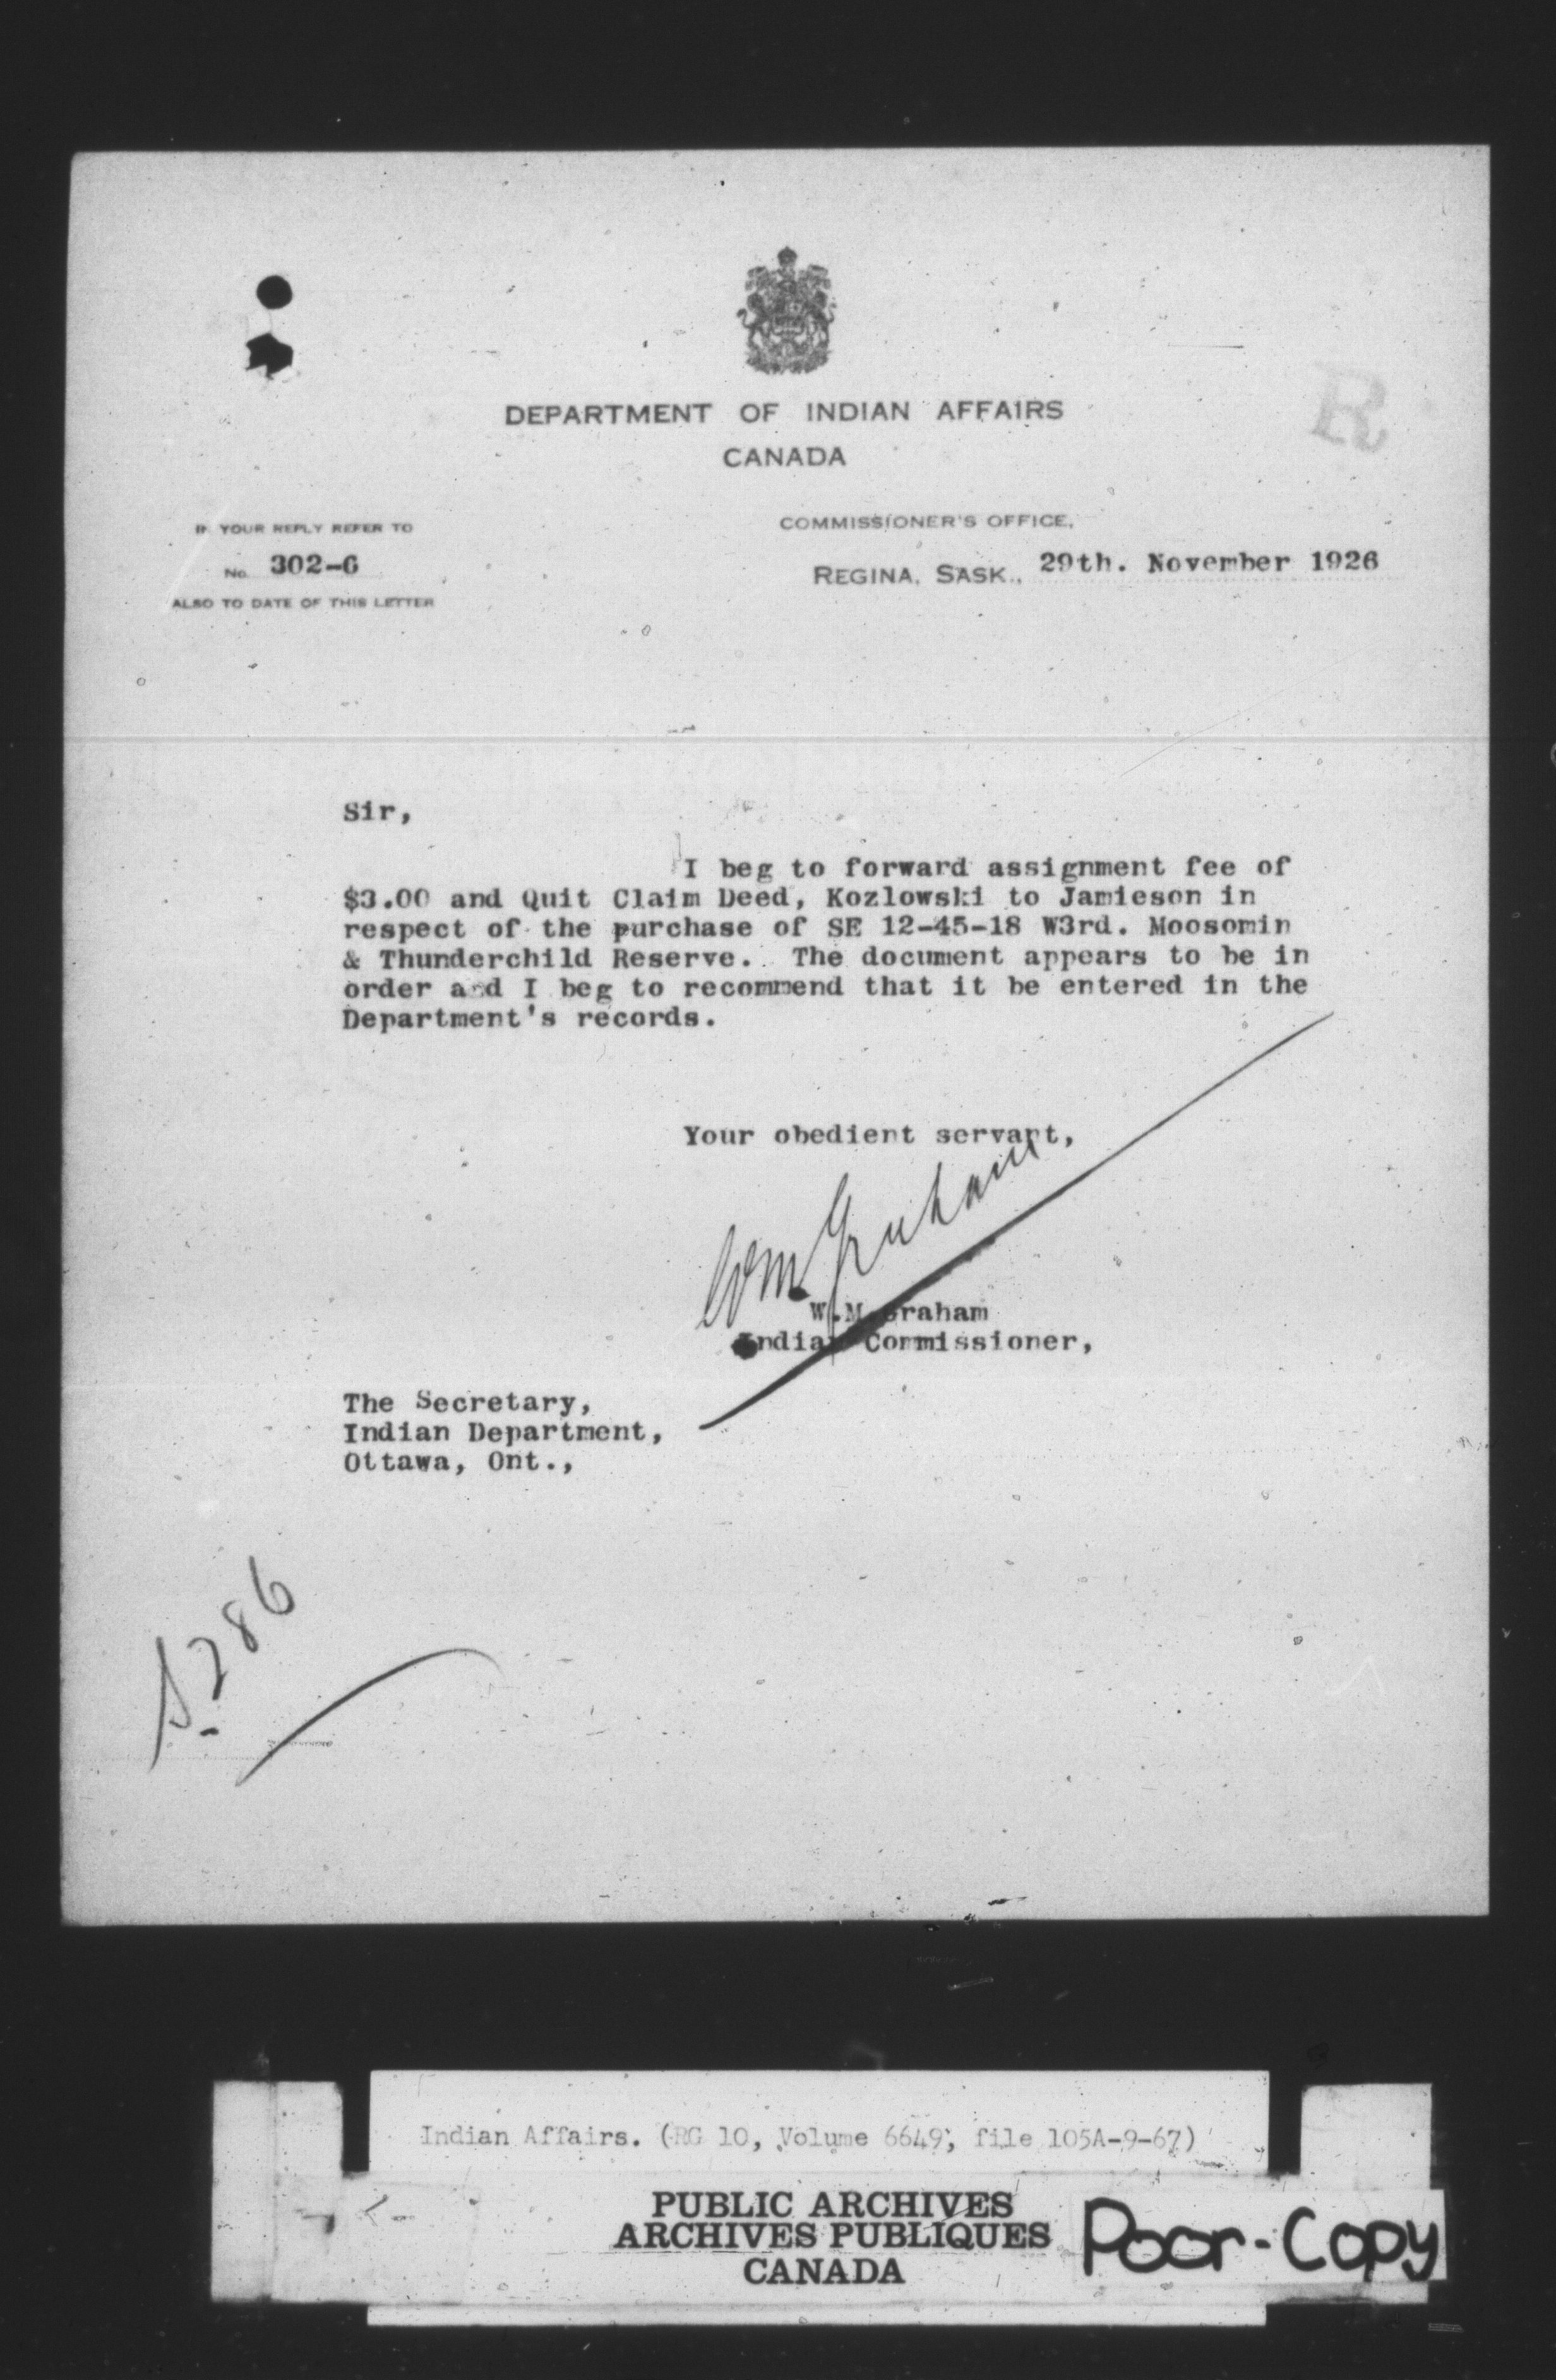 DEPARTMENT OF INDIAN AFFAIRS
CANADA
R
IN YOUR REPLY REFER TO
No. 302-G
ALSO TO DATE OF THIS LETTER
COMMISSIONER'S OFFICE,
REGINA, SASK., 29th. November 1926
Sir,
I beg to forward assignment fee of
$3.00 and Quit Claim Deed, Kozlowski to Jamieson in
respect of the purchase of SE 12-45-18 W3rd. Moosomin
& Thunderchild Reserve. The document appears to be in
order and I beg to recommend that it be entered in the
Department's records.
Your obedient servant,
Wm. Graham
W.M. Graham
Indian Commissioner,
The Secretary,
Indian Department,
Ottawa, Ont.,
S. 286
Indian Affairs. (RG 10, Volume 6649, file 105A-9-67)
PUBLIC ARCHIVES
ARCHIVES PUBLIQUES
CANADA
Poor-Copy